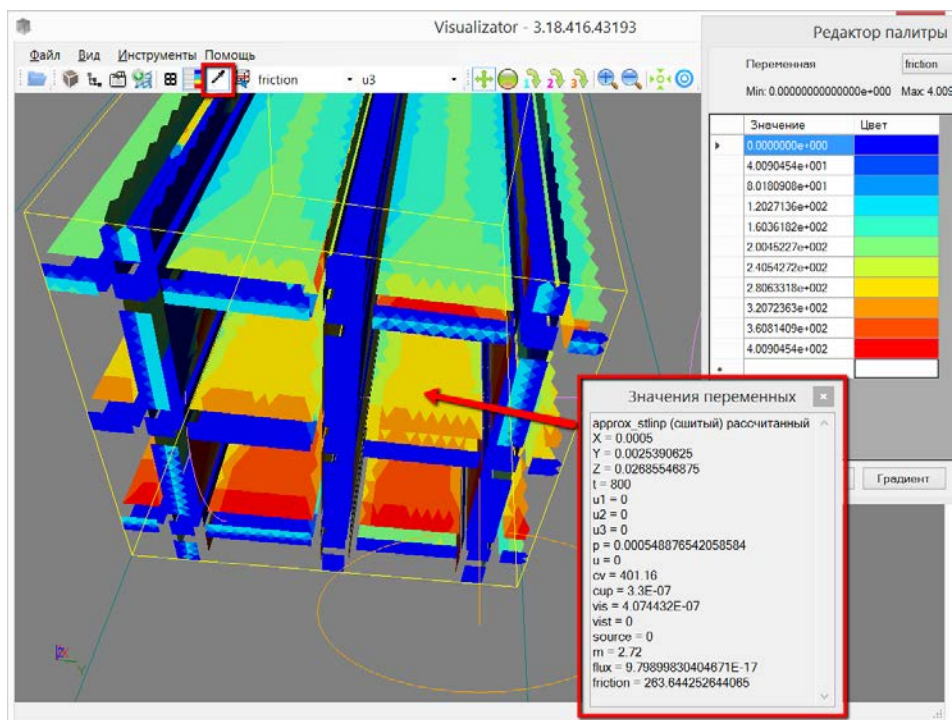 Visualizator - 3.18.416.43193
Файл Вид Инструменты Помощь
friction u3
1 2 3
Редактор палитры
Переменная friction
Min: 0.00000000000000e+000 Max: 4.009
Значение Цвет
0.0000000e+000
4.0090454e+001
8.0180908e+001
1.2027136e+002
1.6036182e+002
2.0045227e+002
2.4054272e+002
2.8063318e+002
3.2072363e+002
3.6081409e+002
4.0090454e+002
Градиент
Значения переменных
approx_stlinp (сшитый) рассчитанный
X = 0.0005
Y = 0.0025390625
Z = 0.02685546875
t = 800
u1 = 0
u2 = 0
u3 = 0
p = 0.000548876542058584
u = 0
cv = 401.16
cup = 3.3E-07
vis = 4.074432E-07
vist = 0
source = 0
m = 2.72
flux = 9.79899830404671E-17
friction = 263.644252644065
Z X
Y